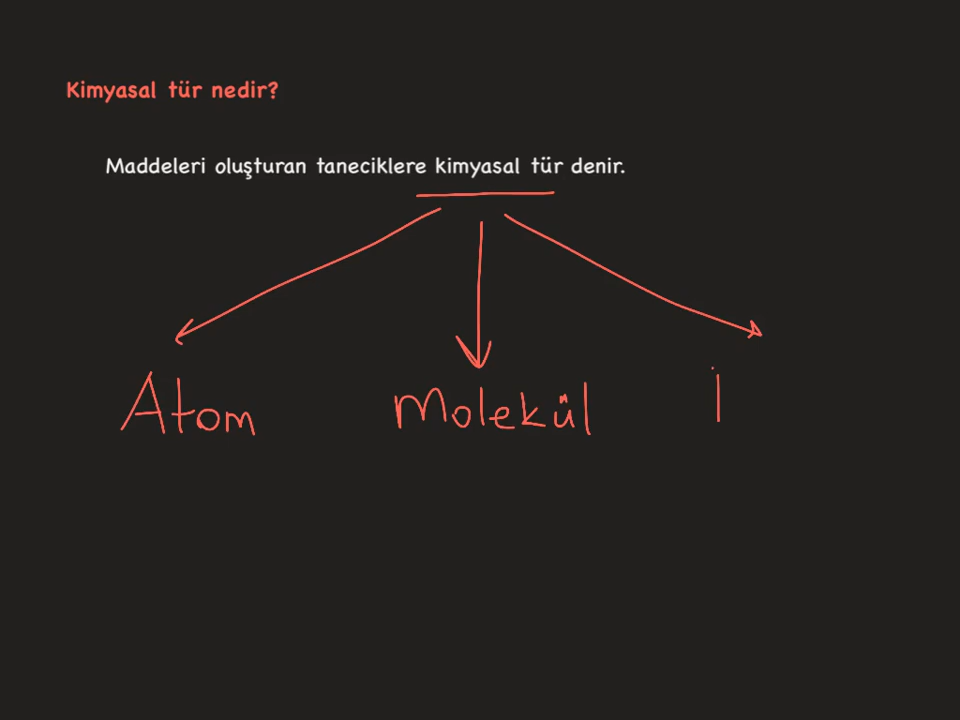 Kimyasal tür nedir?
Maddeleri oluşturan taneciklere kimyasal tür denir.
Atom Molekül İ